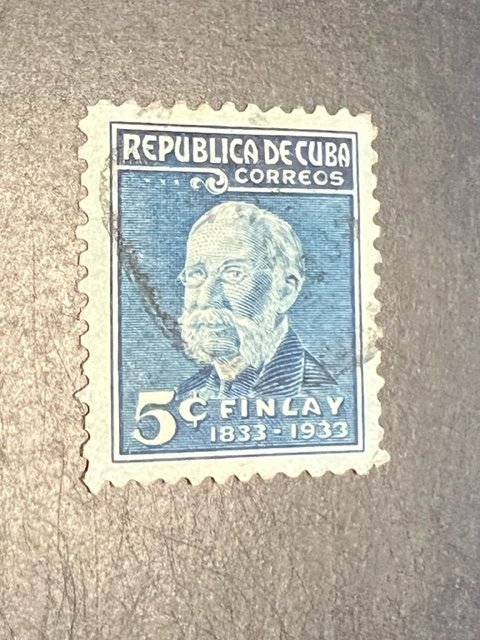 REPUBLICA DE CUBA
CORREOS
5¢ FINLAY
1833-1933